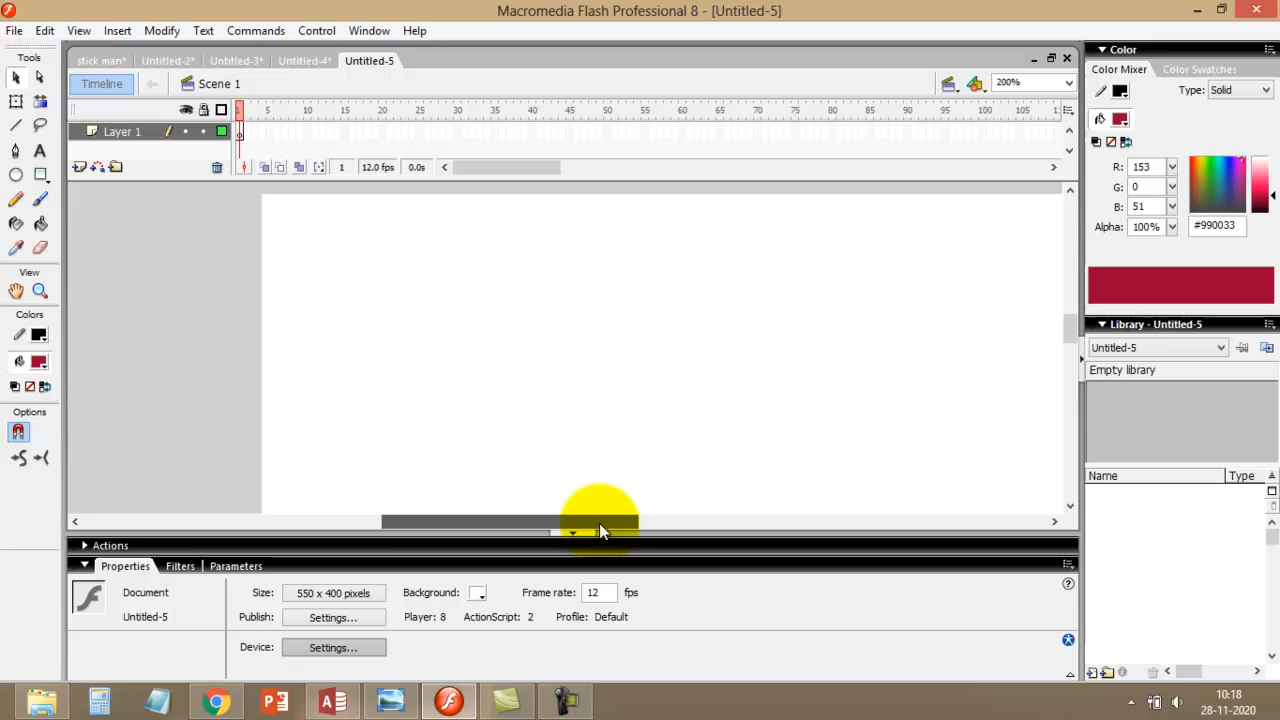 Macromedia Flash Professional 8 - [Untitled-5]
File Edit View Insert Modify Text Commands Control Window Help
Tools
stick man* Untitled-2* Untitled-3* Untitled-4* Untitled-5
Timeline Scene 1 200%
5 10 15 20 25 30 35 40 45 50 55 60 65 70 75 80 85 90 95 100 105
Layer 1
1 12.0 fps 0.0s
View
Colors
Options
Color
Color Mixer Color Swatches
Type: Solid
R: 153
G: 0
B: 51
Alpha: 100% #990033
Library - Untitled-5
Untitled-5
Empty library
Name Type
Actions
Properties Filters Parameters
Document Size: 550 x 400 pixels Background: Frame rate: 12 fps
Untitled-5 Publish: Settings... Player: 8 ActionScript: 2 Profile: Default
Device: Settings...
10:18
28-11-2020